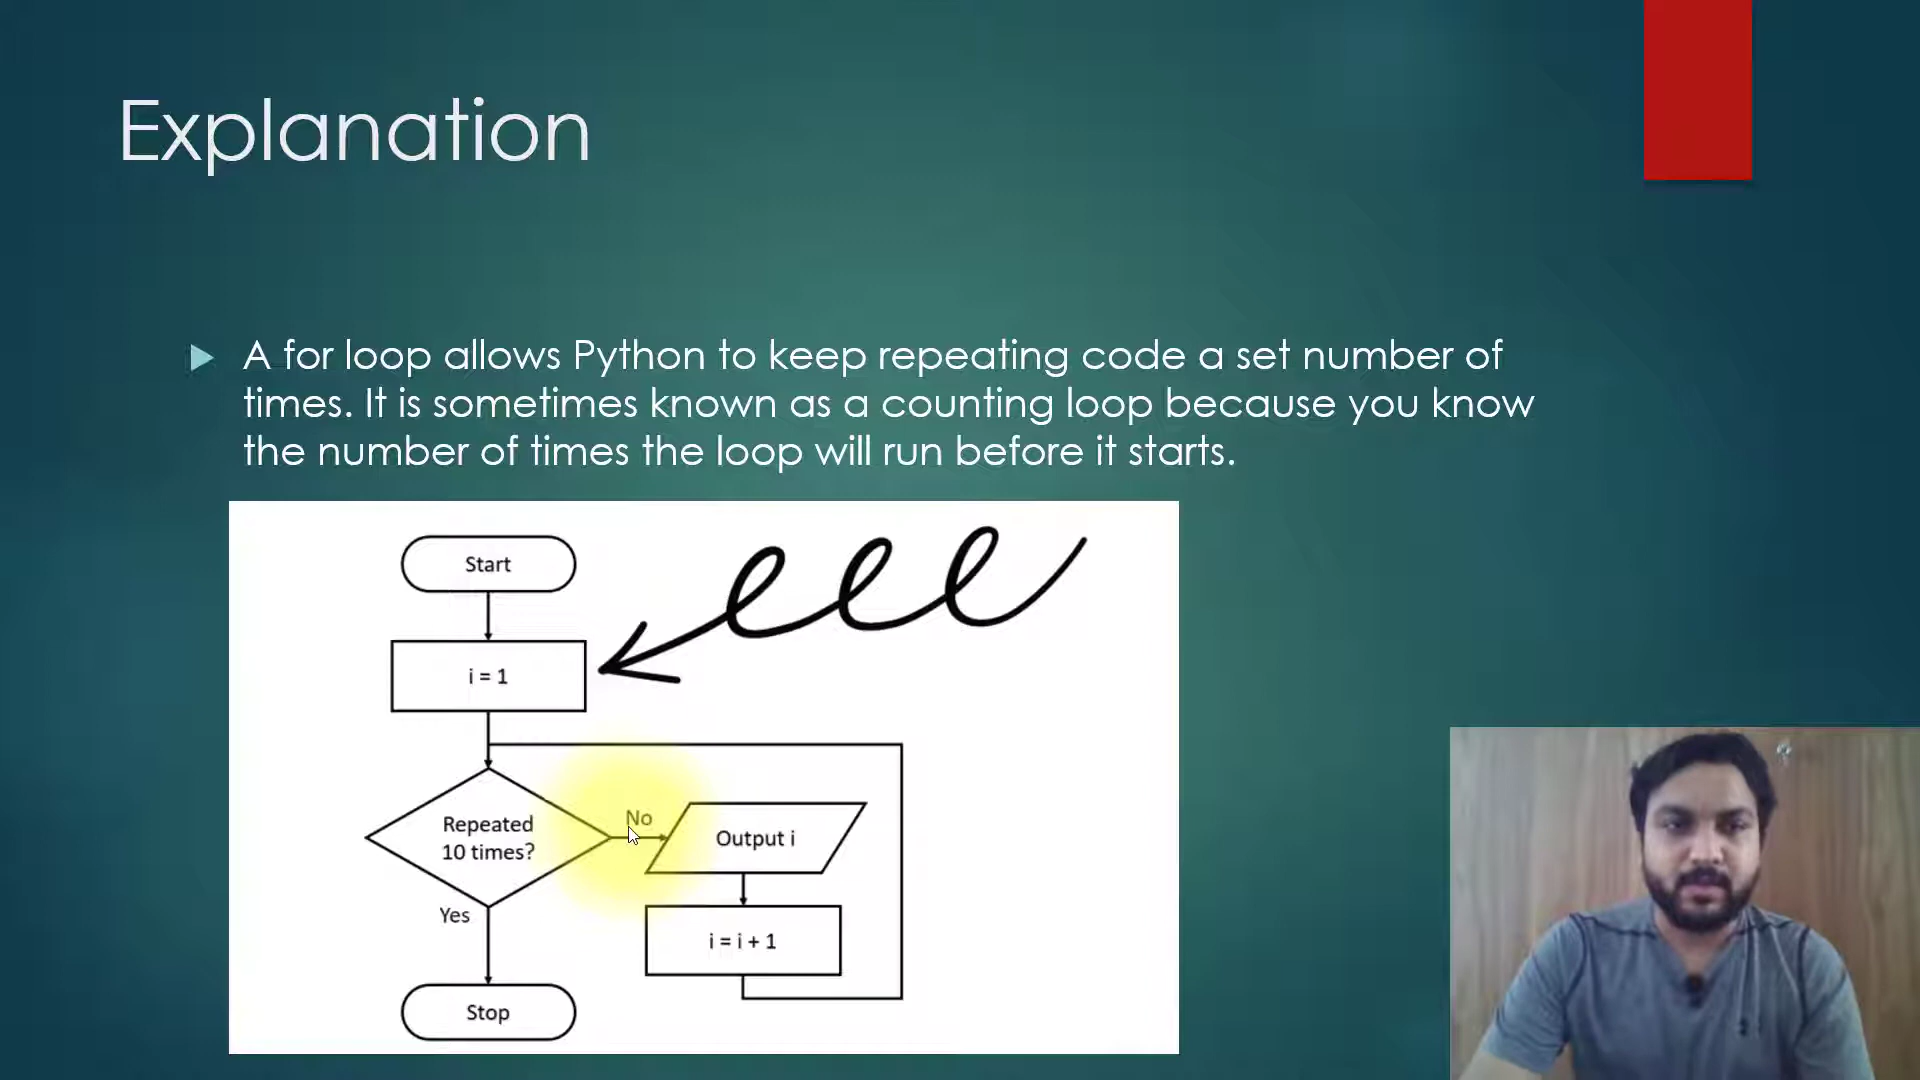 Explanation
A for loop allows Python to keep repeating code a set number of
times. It is sometimes known as a counting loop because you know
the number of times the loop will run before it starts.
Start
i = 1
Repeated
10 times?
No
Output i
Yes
i = i + 1
Stop